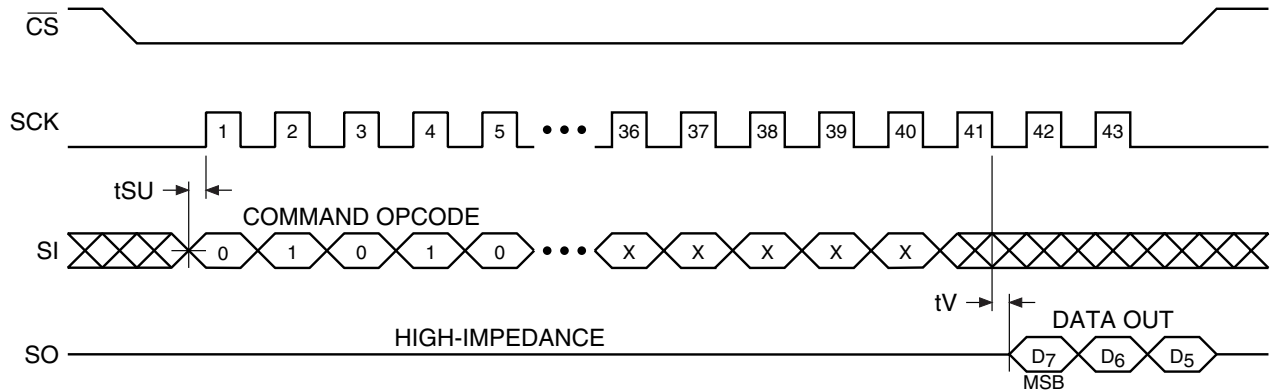 CS
SCK 1 2 3 4 5 ••• 36 37 38 39 40 41 42 43
tSU
COMMAND OPCODE
SI 0 1 0 1 0 ••• X X X X X
tV
DATA OUT
HIGH-IMPEDANCE
SO D7 D6 D5
MSB